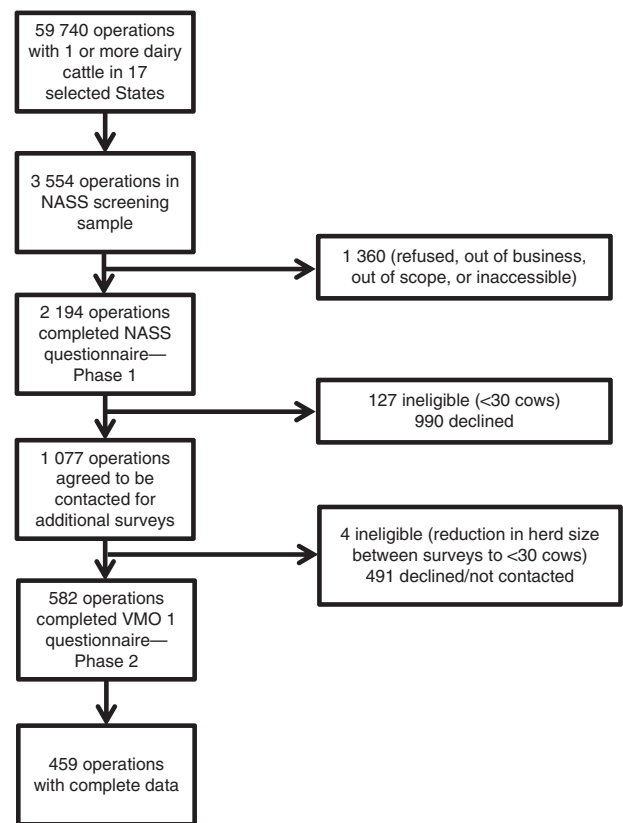 59 740 operations
with 1 or more dairy
cattle in 17
selected States
3 554 operations in
NASS screening
sample
1 360 (refused, out of business,
out of scope, or inaccessible)
2 194 operations
completed NASS
questionnaire—
Phase 1
127 ineligible (<30 cows)
990 declined
1 077 operations
agreed to be
contacted for
additional surveys
4 ineligible (reduction in herd size
between surveys to <30 cows)
491 declined/not contacted
582 operations
completed VMO 1
questionnaire—
Phase 2
459 operations
with complete data